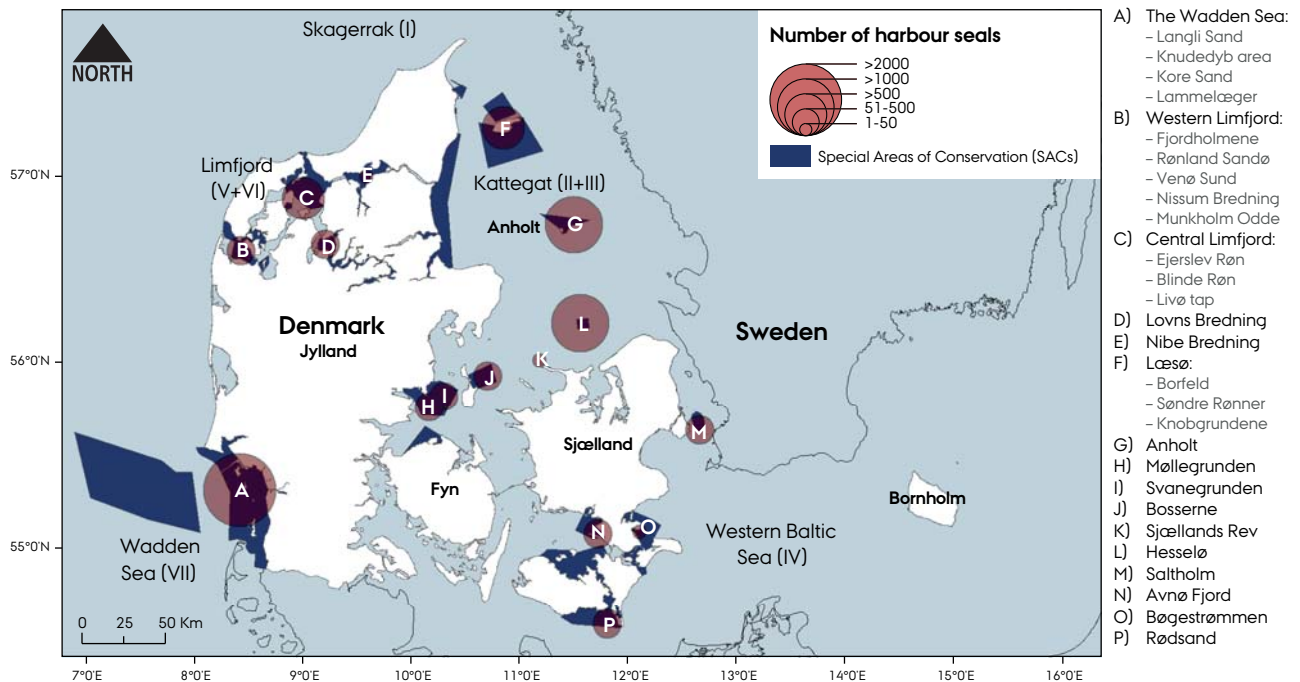 Skagerrak (I)
NORTH
Number of harbour seals
>2000
>1000
>500
51-500
1-50
Special Areas of Conservation (SACs)
F
57°0´N
Limfjord
(V+VI)
E
Kattegat (II+III)
C
Anholt
G
B
D
Denmark
Jylland
L
Sweden
56°0´N
K
J
I
H
M
Sjælland
A
Fyn
Bornholm
55°0´N
Wadden
Sea (VII)
N
O
Western Baltic
Sea (IV)
P
0 25 50 Km
7°0´E 8°0´E 9°0´E 10°0´E 11°0´E 12°0´E 13°0´E 14°0´E 15°0´E 16°0´E
A) The Wadden Sea:
– Langli Sand
– Knudedyb area
– Kore Sand
– Lammelæger
B) Western Limfjord:
– Fjordholmene
– Rønland Sandø
– Venø Sund
– Nissum Bredning
– Munkholm Odde
C) Central Limfjord:
– Ejerslev Røn
– Blinde Røn
– Livø tap
D) Lovns Bredning
E) Nibe Bredning
F) Læsø:
– Borfeld
– Søndre Rønner
– Knobgrundene
G) Anholt
H) Møllegrunden
I) Svanegrunden
J) Bosserne
K) Sjællands Rev
L) Hesselø
M) Saltholm
N) Avnø Fjord
O) Bøgestrømmen
P) Rødsand